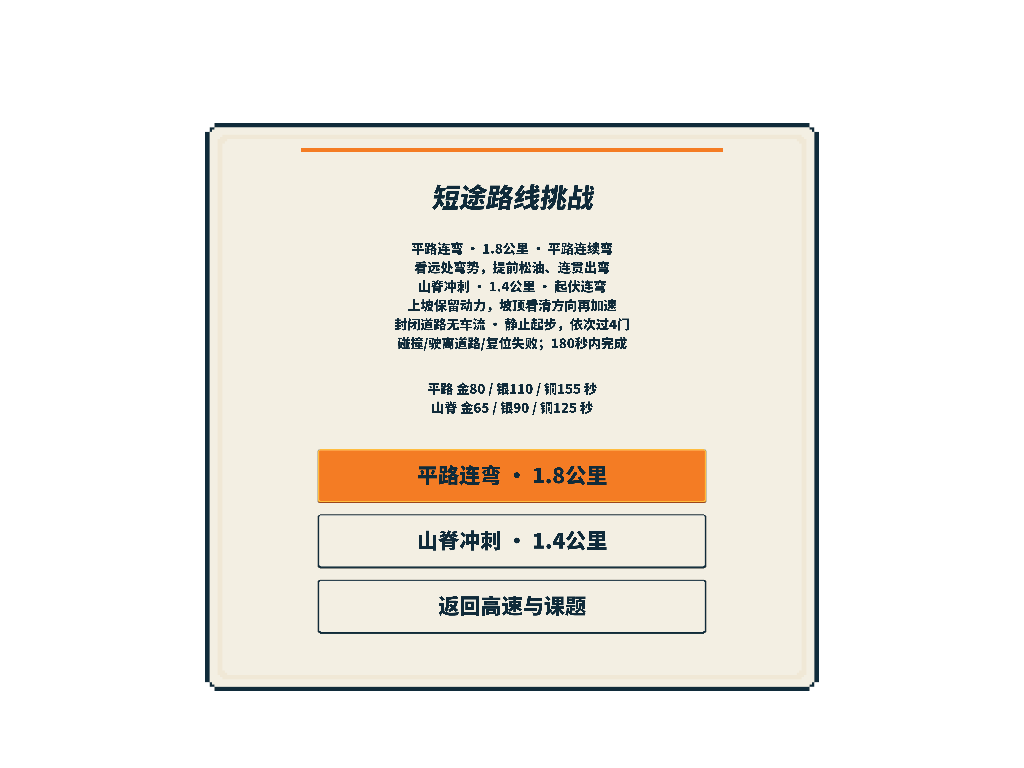 短途路线挑战
平路连弯 · 1.8公里 · 平路连续弯
看远处弯势，提前松油、连贯出弯
山脊冲刺 · 1.4公里 · 起伏连弯
上坡保留动力，坡顶看清方向再加速
封闭道路无车流 · 静止起步，依次过4门
碰撞/驶离道路/复位失败；180秒内完成
平路 金80 / 银110 / 铜155 秒
山脊 金65 / 银90 / 铜125 秒
平路连弯 · 1.8公里
山脊冲刺 · 1.4公里
返回高速与课题